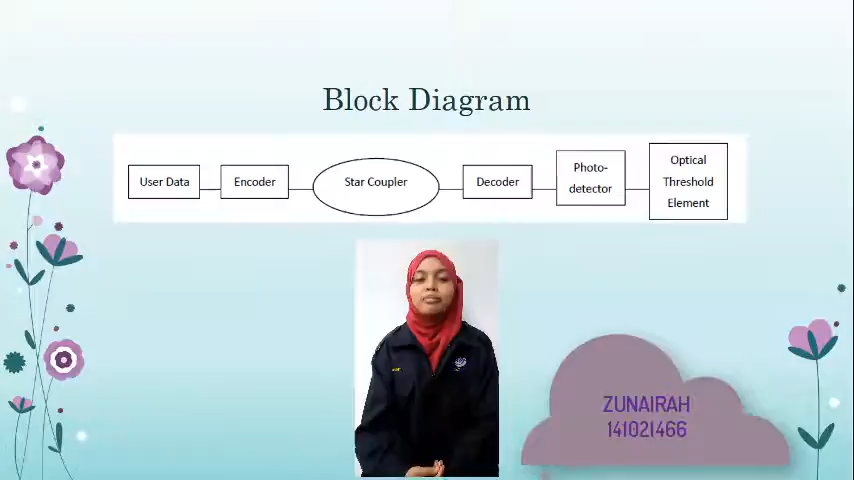 Block Diagram
User Data
Encoder
Star Coupler
Decoder
Photo-
detector
Optical
Threshold
Element
ZUNAIRAH
141021466